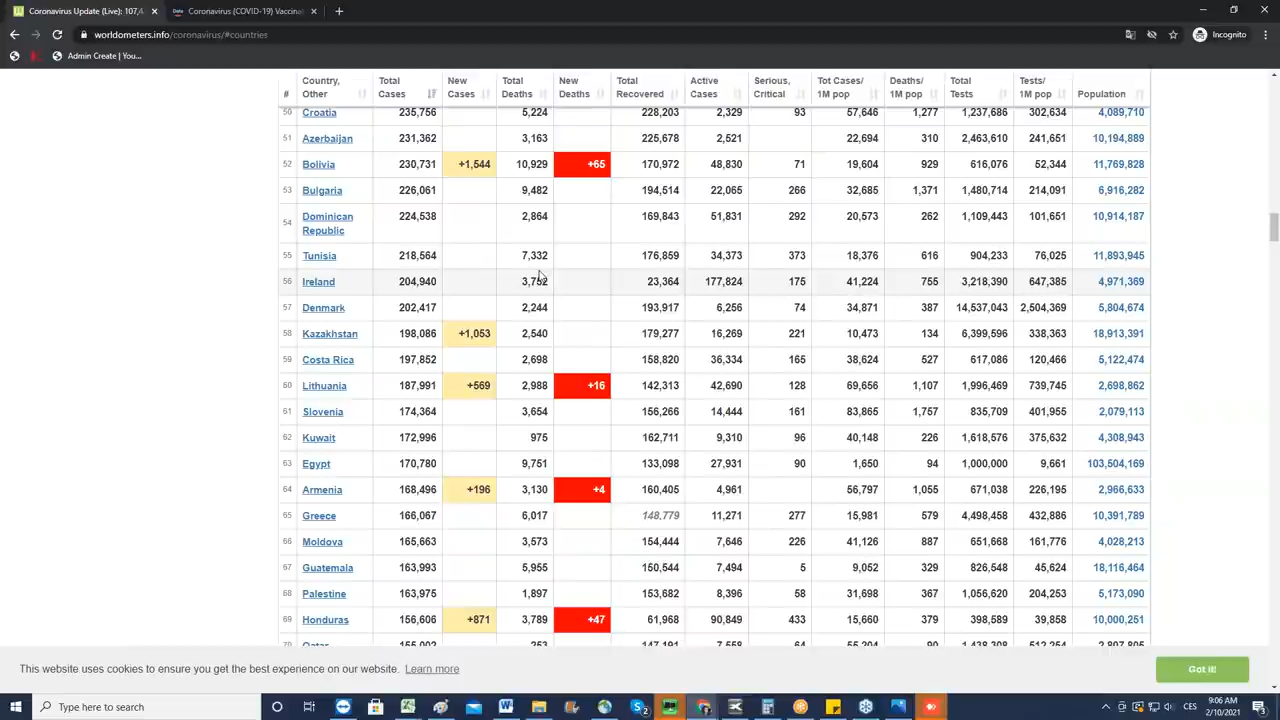 Coronavirus Update (Live): 107,4
Coronavirus (COVID-19) Vaccinat
worldometers.info/coronavirus/#countries
Incognito
Admin Create | You...
# Country, Other Total Cases New Cases Total Deaths New Deaths Total Recovered Active Cases Serious, Critical Tot Cases/ 1M pop Deaths/ 1M pop Total Tests Tests/ 1M pop Population
50 Croatia 235,756 5,224 228,203 2,329 93 57,646 1,277 1,237,686 302,634 4,089,710
51 Azerbaijan 231,362 3,163 225,678 2,521 22,694 310 2,463,610 241,651 10,194,889
52 Bolivia 230,731 +1,544 10,929 +65 170,972 48,830 71 19,604 929 616,076 52,344 11,769,828
53 Bulgaria 226,061 9,482 194,514 22,065 266 32,685 1,371 1,480,714 214,091 6,916,282
54 Dominican Republic 224,538 2,864 169,843 51,831 292 20,573 262 1,109,443 101,651 10,914,187
55 Tunisia 218,564 7,332 176,859 34,373 373 18,376 616 904,233 76,025 11,893,945
56 Ireland 204,940 3,752 23,364 177,824 175 41,224 755 3,218,390 647,385 4,971,369
57 Denmark 202,417 2,244 193,917 6,256 74 34,871 387 14,537,043 2,504,369 5,804,674
58 Kazakhstan 198,086 +1,053 2,540 179,277 16,269 221 10,473 134 6,399,596 338,363 18,913,391
59 Costa Rica 197,852 2,698 158,820 36,334 165 38,624 527 617,086 120,466 5,122,474
60 Lithuania 187,991 +569 2,988 +16 142,313 42,690 128 69,656 1,107 1,996,469 739,745 2,698,862
61 Slovenia 174,364 3,654 156,266 14,444 161 83,865 1,757 835,709 401,955 2,079,113
62 Kuwait 172,996 975 162,711 9,310 96 40,148 226 1,618,576 375,632 4,308,943
63 Egypt 170,780 9,751 133,098 27,931 90 1,650 94 1,000,000 9,661 103,504,169
64 Armenia 168,496 +196 3,130 +4 160,405 4,961 56,797 1,055 671,038 226,195 2,966,633
65 Greece 166,067 6,017 148,779 11,271 277 15,981 579 4,498,458 432,886 10,391,789
66 Moldova 165,663 3,573 154,444 7,646 226 41,126 887 651,668 161,776 4,028,213
67 Guatemala 163,993 5,955 150,544 7,494 5 9,052 329 826,548 45,624 18,116,464
68 Palestine 163,975 1,897 153,682 8,396 58 31,698 367 1,056,620 204,253 5,173,090
69 Honduras 156,606 +871 3,789 +47 61,968 90,849 433 15,660 379 398,589 39,858 10,000,251
This website uses cookies to ensure you get the best experience on our website. Learn more
Got it!
Type here to search
CES
9:06 AM
2/10/2021